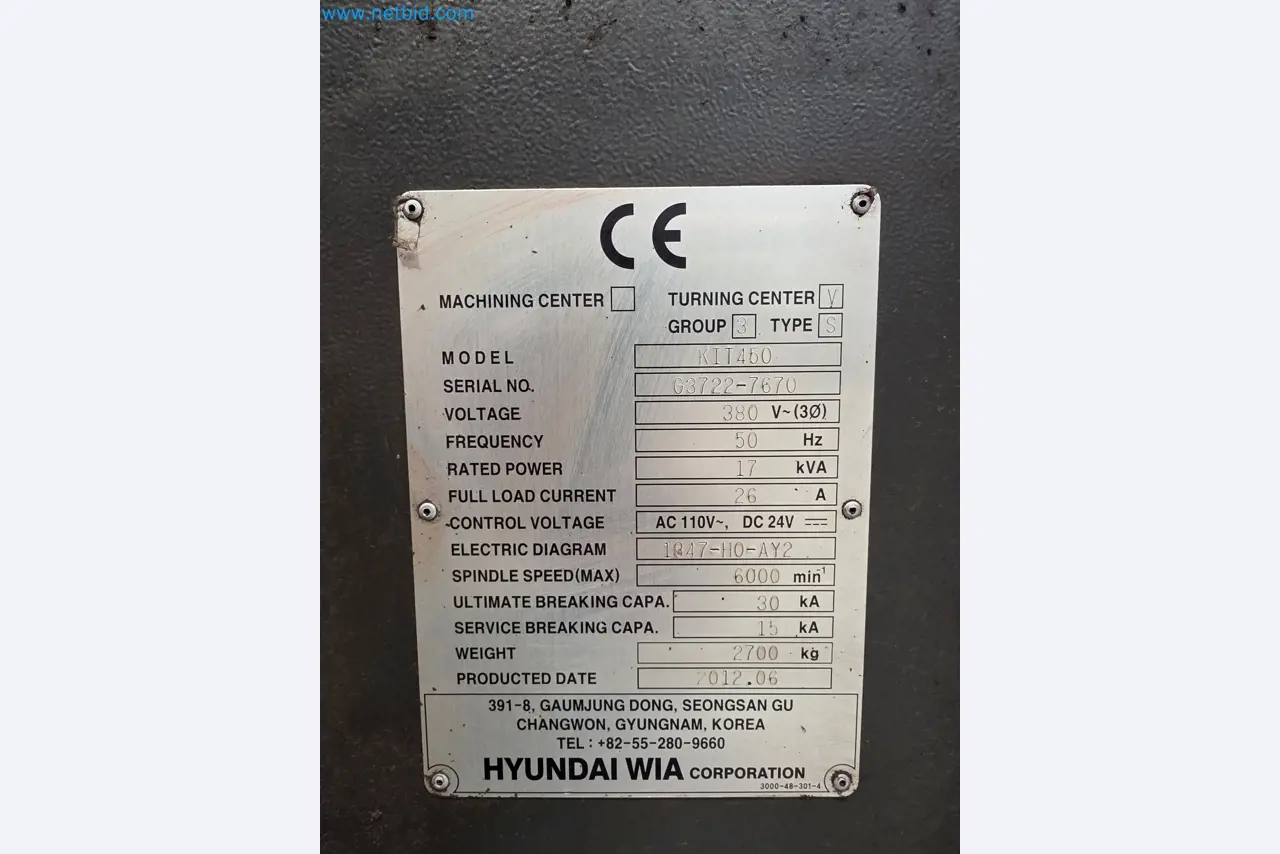 www.netbid.com
CE
MACHINING CENTER TURNING CENTER V
GROUP 3 TYPE S
MODEL KIT450
SERIAL NO. G3722-7670
VOLTAGE 380 V~(3Ø)
FREQUENCY 50 Hz
RATED POWER 17 kVA
FULL LOAD CURRENT 26 A
CONTROL VOLTAGE AC 110V~, DC 24V ⎓
ELECTRIC DIAGRAM
SPINDLE SPEED(MAX) 6000 min-1
ULTIMATE BREAKING CAPA. 30 kA
SERVICE BREAKING CAPA. 15 kA
WEIGHT 2700 kg
PRODUCTED DATE 2012.06
391-8, GAUMJUNG DONG, SEONGSAN GU
CHANGWON, GYUNGNAM, KOREA
TEL : +82-55-280-9660
HYUNDAI WIA CORPORATION
3000-48-301-4